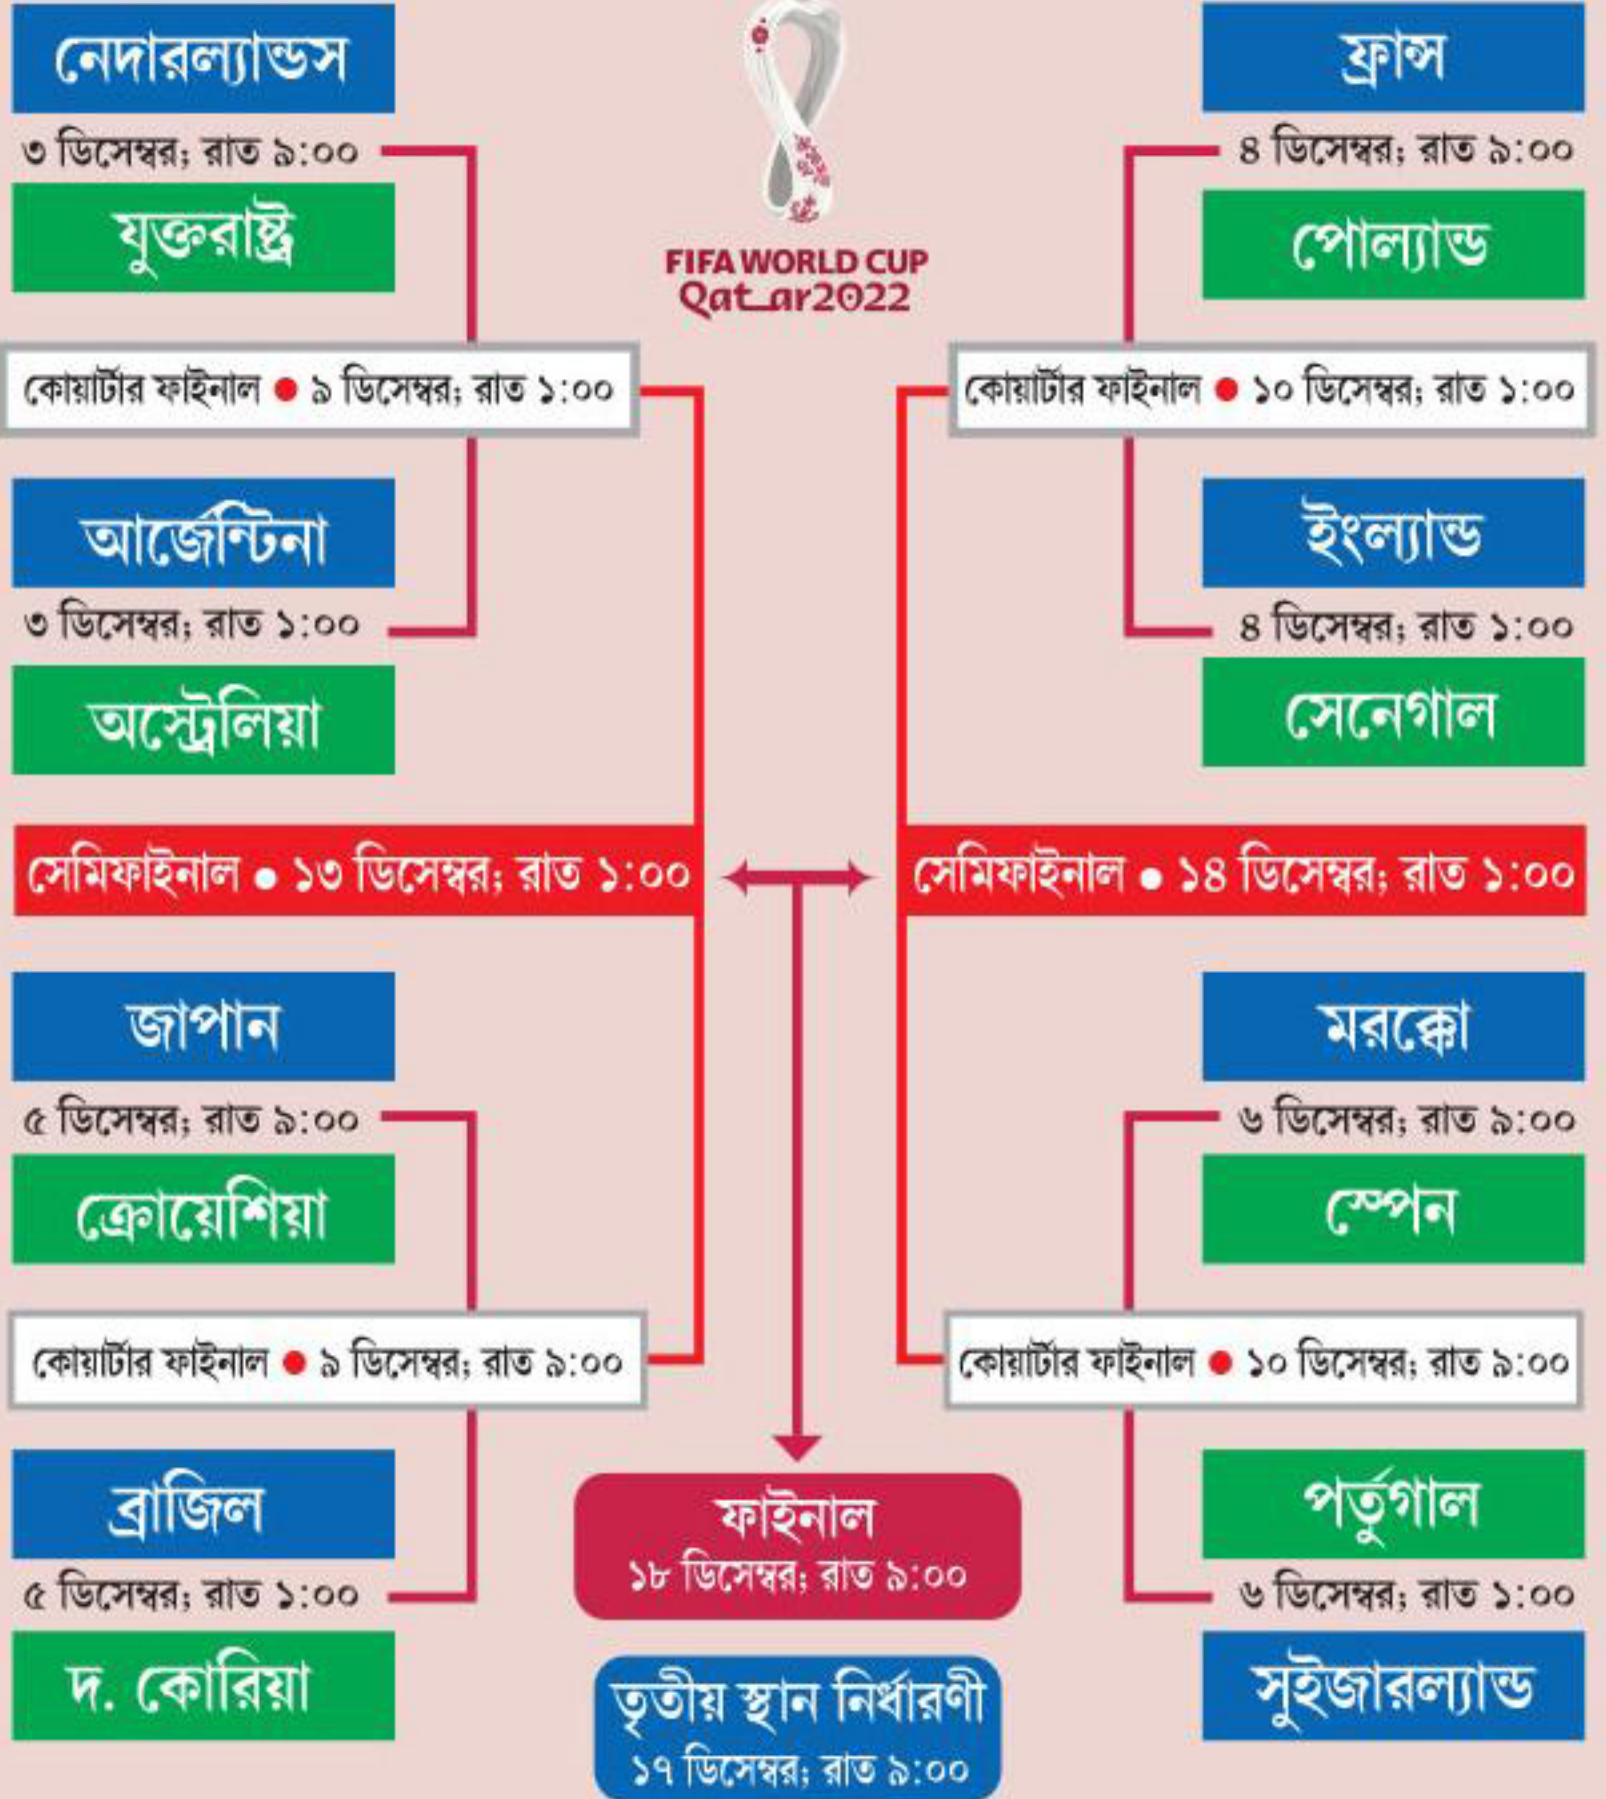 নেদারল্যান্ডস
৩ ডিসেম্বর; রাত ৯:০০
যুক্তরাষ্ট্র
কোয়ার্টার ফাইনাল ● ৯ ডিসেম্বর; রাত ১:০০
আর্জেন্টিনা
৩ ডিসেম্বর; রাত ১:০০
অস্ট্রেলিয়া
সেমিফাইনাল ● ১৩ ডিসেম্বর; রাত ১:০০
জাপান
৫ ডিসেম্বর; রাত ৯:০০
ক্রোয়েশিয়া
কোয়ার্টার ফাইনাল ● ৯ ডিসেম্বর; রাত ৯:০০
ব্রাজিল
৫ ডিসেম্বর; রাত ১:০০
দ. কোরিয়া
FIFA WORLD CUP
Qatar2022
ফ্রান্স
৪ ডিসেম্বর; রাত ৯:০০
পোল্যান্ড
কোয়ার্টার ফাইনাল ● ১০ ডিসেম্বর; রাত ১:০০
ইংল্যান্ড
৪ ডিসেম্বর; রাত ১:০০
সেনেগাল
সেমিফাইনাল ● ১৪ ডিসেম্বর; রাত ১:০০
মরক্কো
৬ ডিসেম্বর; রাত ৯:০০
স্পেন
কোয়ার্টার ফাইনাল ● ১০ ডিসেম্বর; রাত ৯:০০
পর্তুগাল
৬ ডিসেম্বর; রাত ১:০০
সুইজারল্যান্ড
ফাইনাল
১৮ ডিসেম্বর; রাত ৯:০০
তৃতীয় স্থান নির্ধারণী
১৭ ডিসেম্বর; রাত ৯:০০